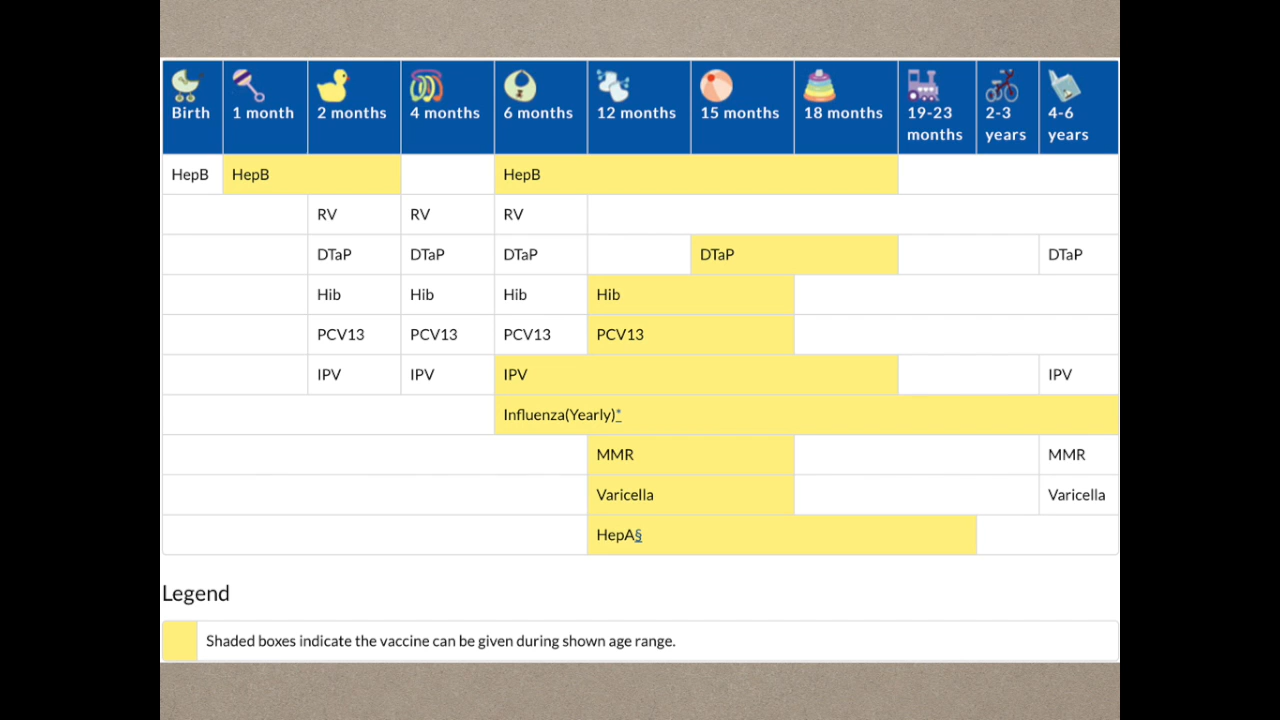 Birth 1 month 2 months 4 months 6 months 12 months 15 months 18 months 19-23 months 2-3 years 4-6 years
HepB HepB HepB
RV RV RV
DTaP DTaP DTaP DTaP DTaP
Hib Hib Hib Hib
PCV13 PCV13 PCV13 PCV13
IPV IPV IPV IPV
Influenza(Yearly)*
MMR MMR
Varicella Varicella
HepA§
Legend
Shaded boxes indicate the vaccine can be given during shown age range.